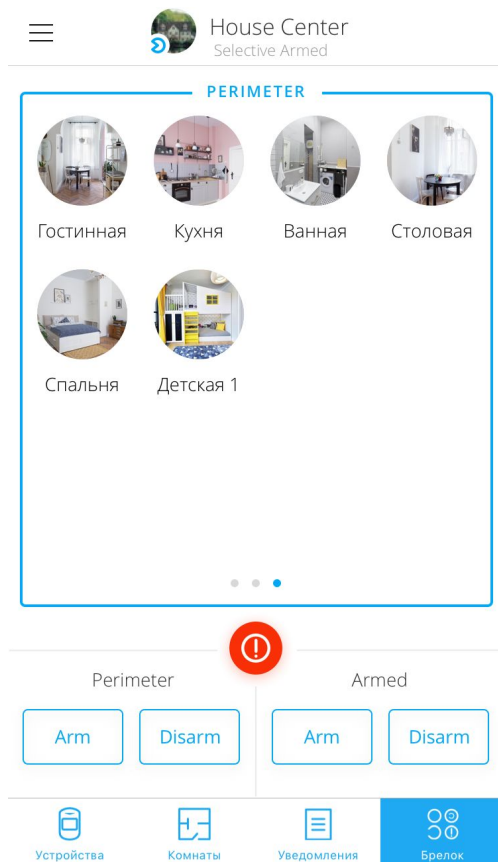 House Center
Selective Armed
PERIMETER
Гостинная Кухня Ванная Столовая
Спальня Детская 1
Perimeter Armed
Arm Disarm Arm Disarm
Устройства Комнаты Уведомления Брелок